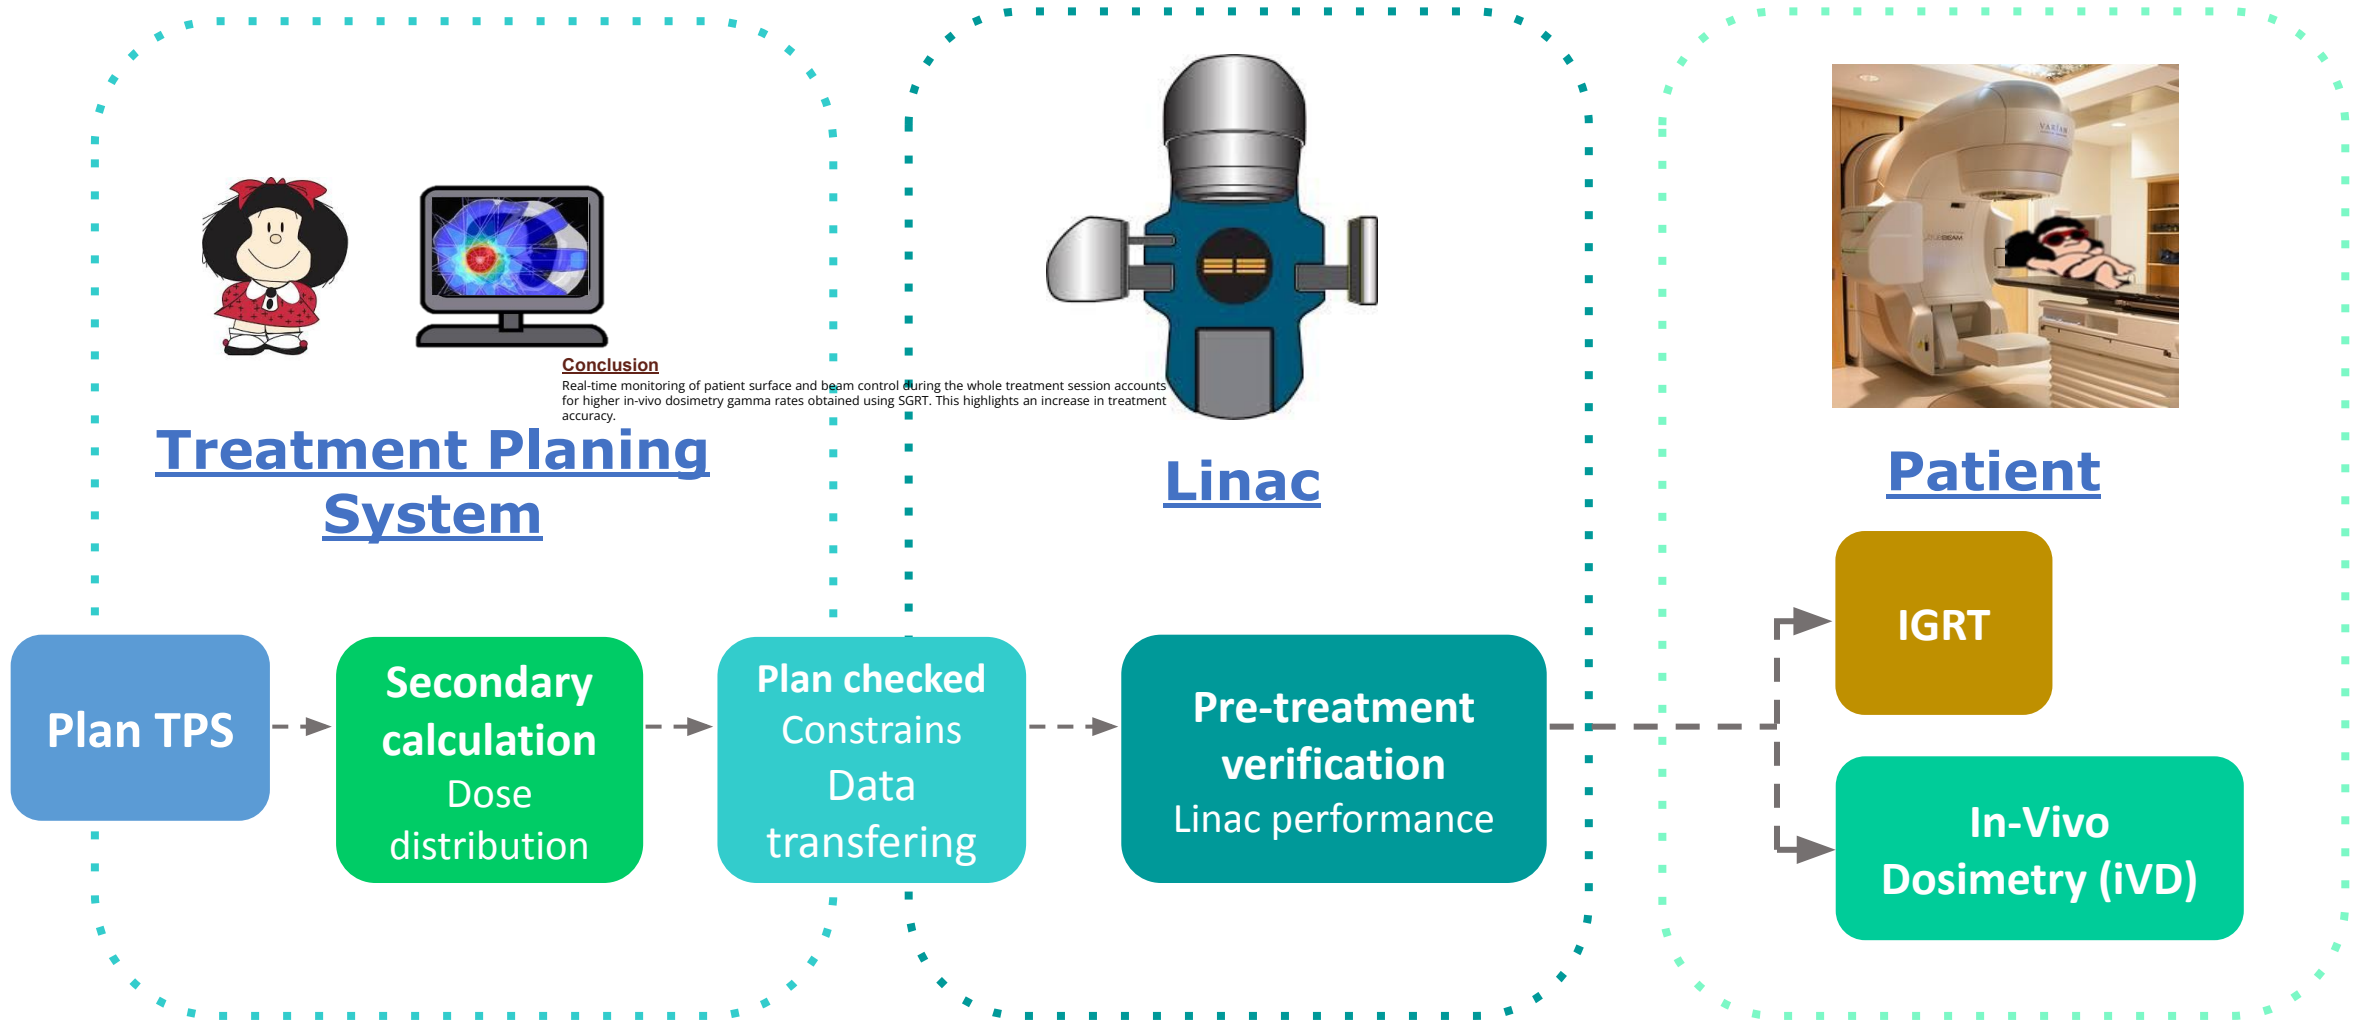 Conclusion
Real-time monitoring of patient surface and beam control during the whole treatment session accounts
for higher in-vivo dosimetry gamma rates obtained using SGRT. This highlights an increase in treatment
accuracy.
Treatment Planing
System
Linac
Patient
VARIAN
Plan TPS
Secondary
calculation
Dose
distribution
Plan checked
Constrains
Data
transfering
Pre-treatment
verification
Linac performance
IGRT
In-Vivo
Dosimetry (iVD)